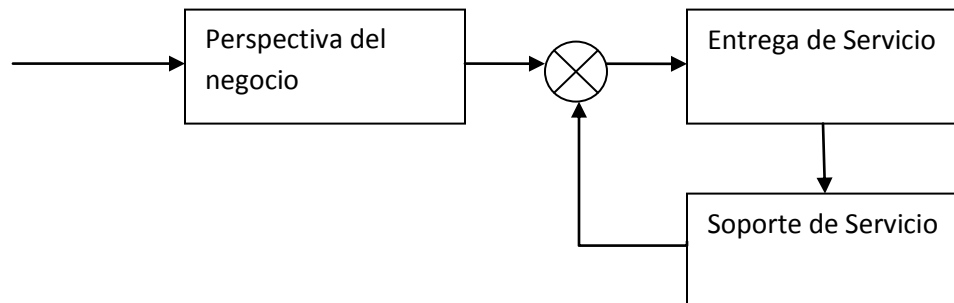 Perspectiva del
negocio
Entrega de Servicio
Soporte de Servicio